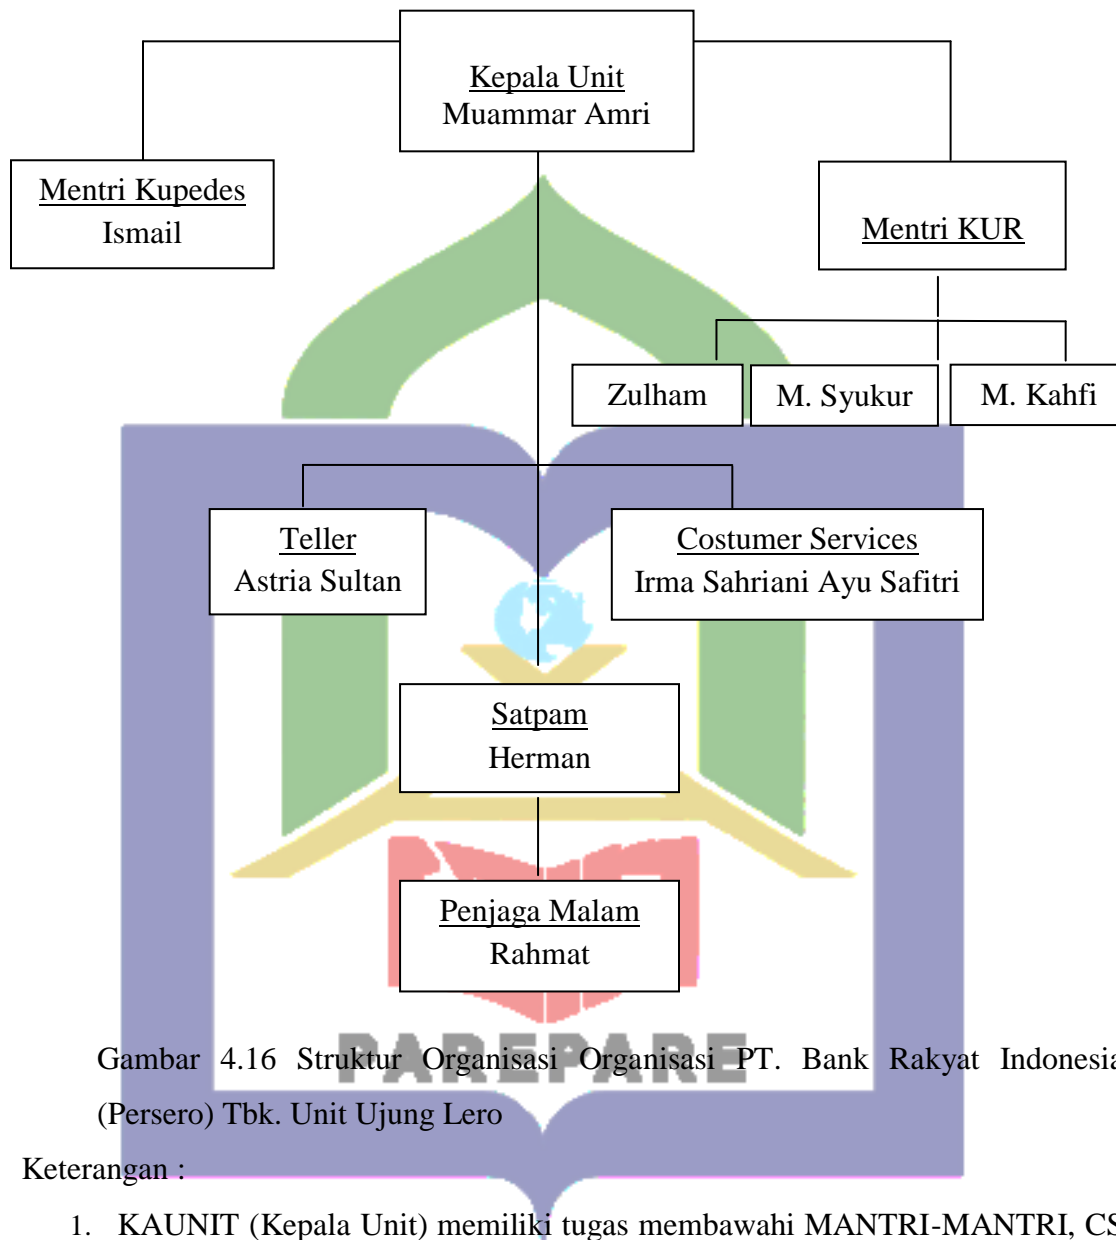 Kepala Unit
Muammar Amri
Mentri Kupedes
Ismail
Mentri KUR
Zulham
M. Syukur
M. Kahfi
Teller
Astria Sultan
Costumer Services
Irma Sahriani Ayu Safitri
Satpam
Herman
Penjaga Malam
Rahmat
PAREPARE
Gambar 4.16 Struktur Organisasi Organisasi PT. Bank Rakyat Indonesia
(Persero) Tbk. Unit Ujung Lero
Keterangan :
1. KAUNIT (Kepala Unit) memiliki tugas membawahi MANTRI-MANTRI, CS